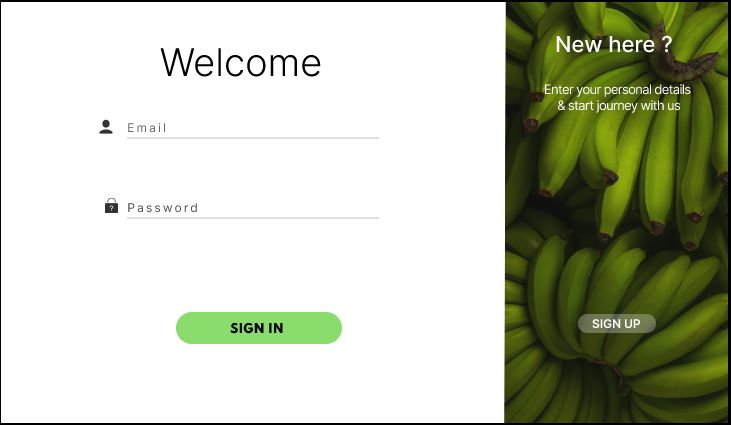 Welcome
Email
Password
SIGN IN
New here ?
Enter your personal details
& start journey with us
SIGN UP